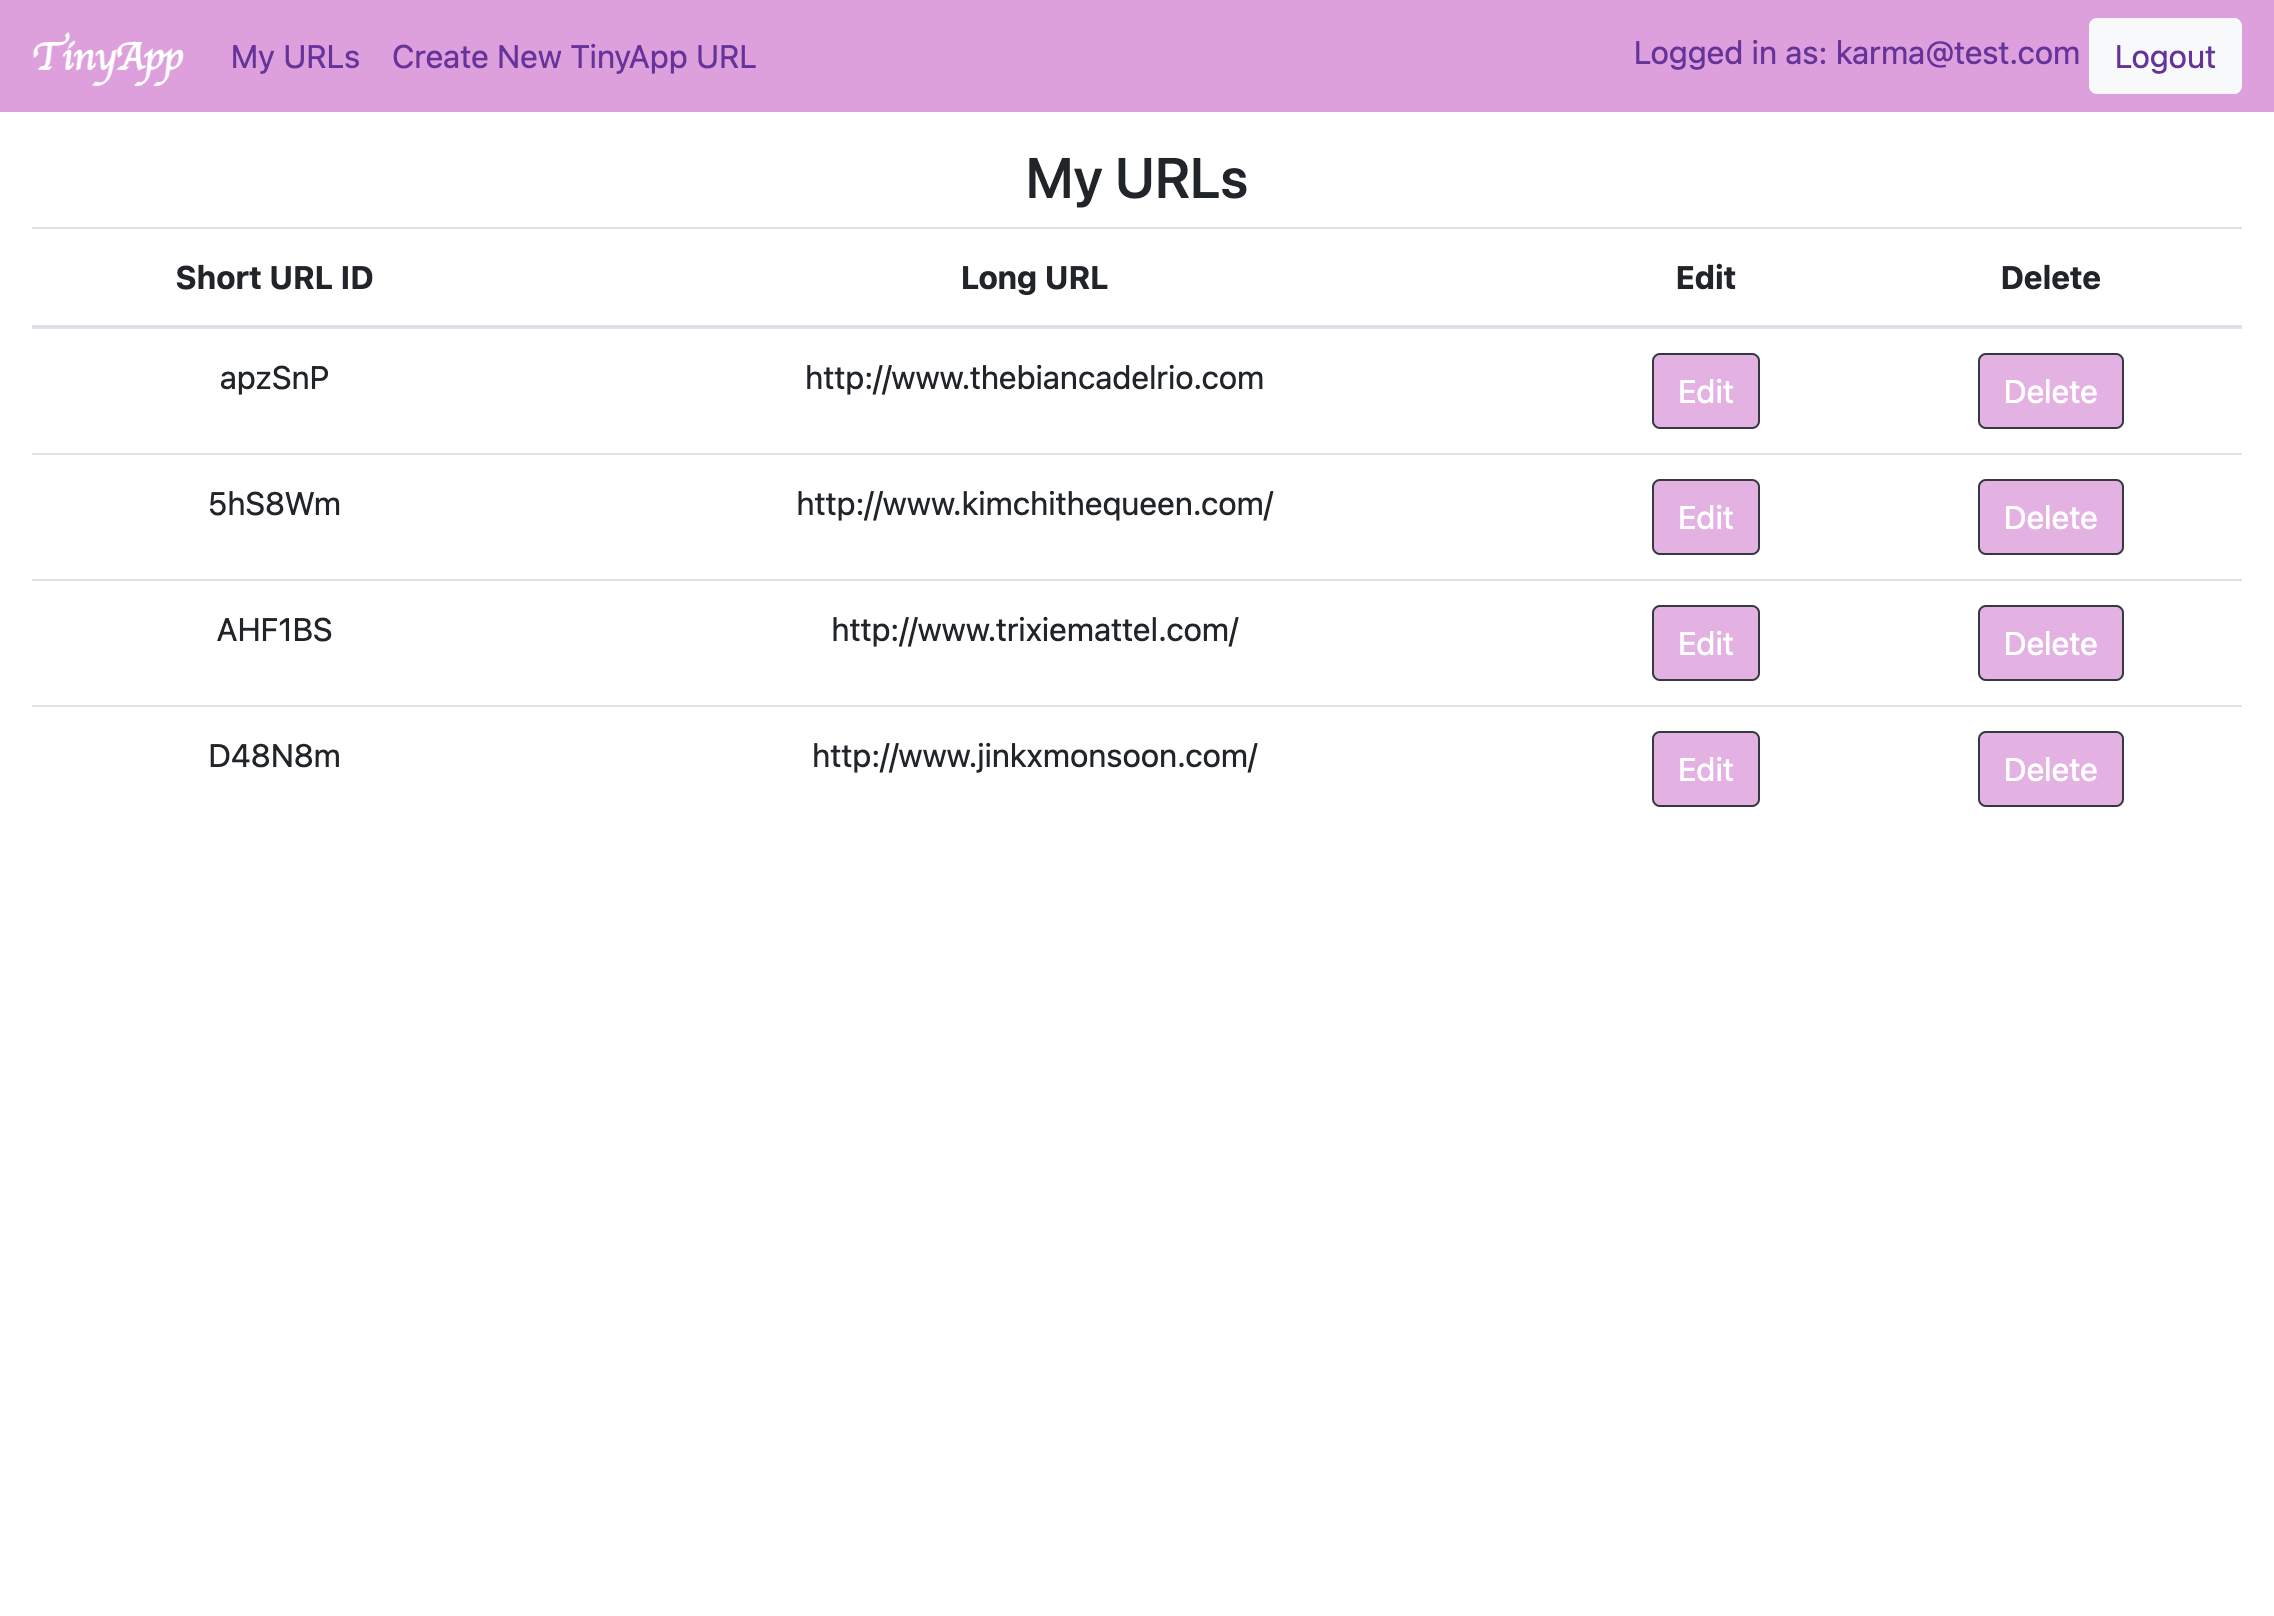 TinyApp My URLs Create New TinyApp URL Logged in as: karma@test.com Logout
My URLs
Short URL ID Long URL Edit Delete
apzSnP http://www.thebiancadelrio.com Edit Delete
5hS8Wm http://www.kimchithequeen.com/ Edit Delete
AHF1BS http://www.trixiemattel.com/ Edit Delete
D48N8m http://www.jinkxmonsoon.com/ Edit Delete